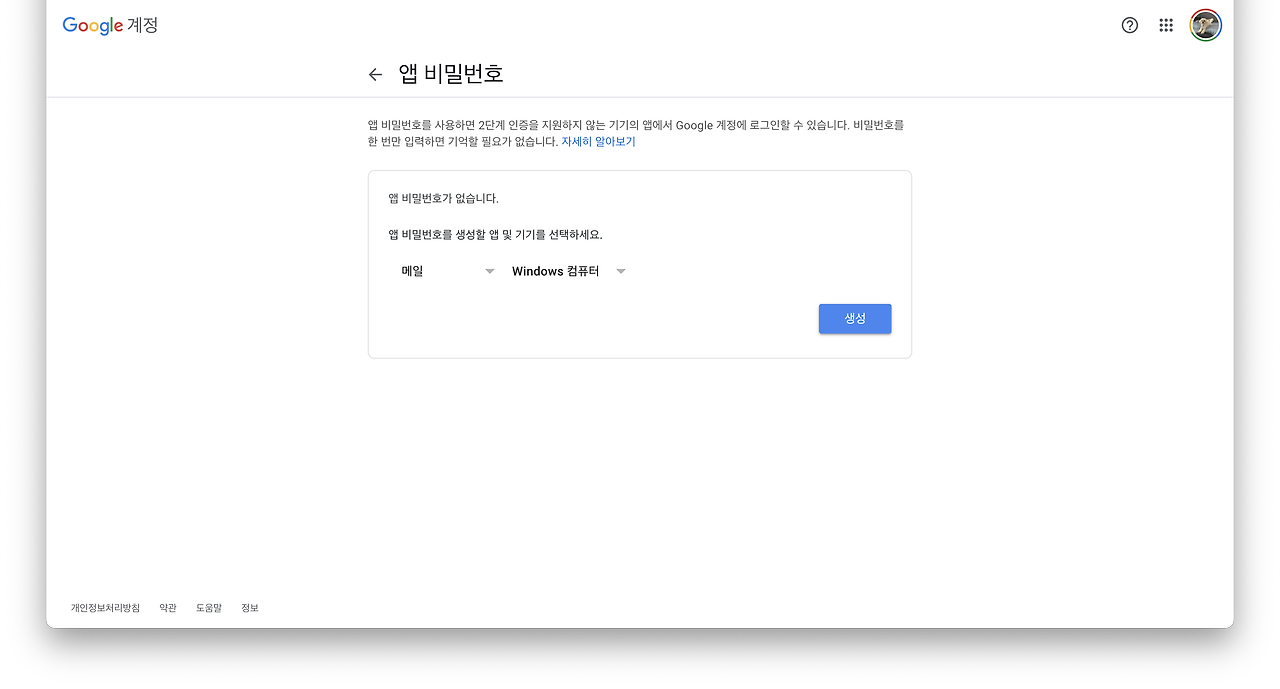 Google 계정
앱 비밀번호
앱 비밀번호를 사용하면 2단계 인증을 지원하지 않는 기기의 앱에서 Google 계정에 로그인할 수 있습니다. 비밀번호를
한 번만 입력하면 기억할 필요가 없습니다. 자세히 알아보기
앱 비밀번호가 없습니다.
앱 비밀번호를 생성할 앱 및 기기를 선택하세요.
메일 Windows 컴퓨터
생성
개인정보처리방침 약관 도움말 정보